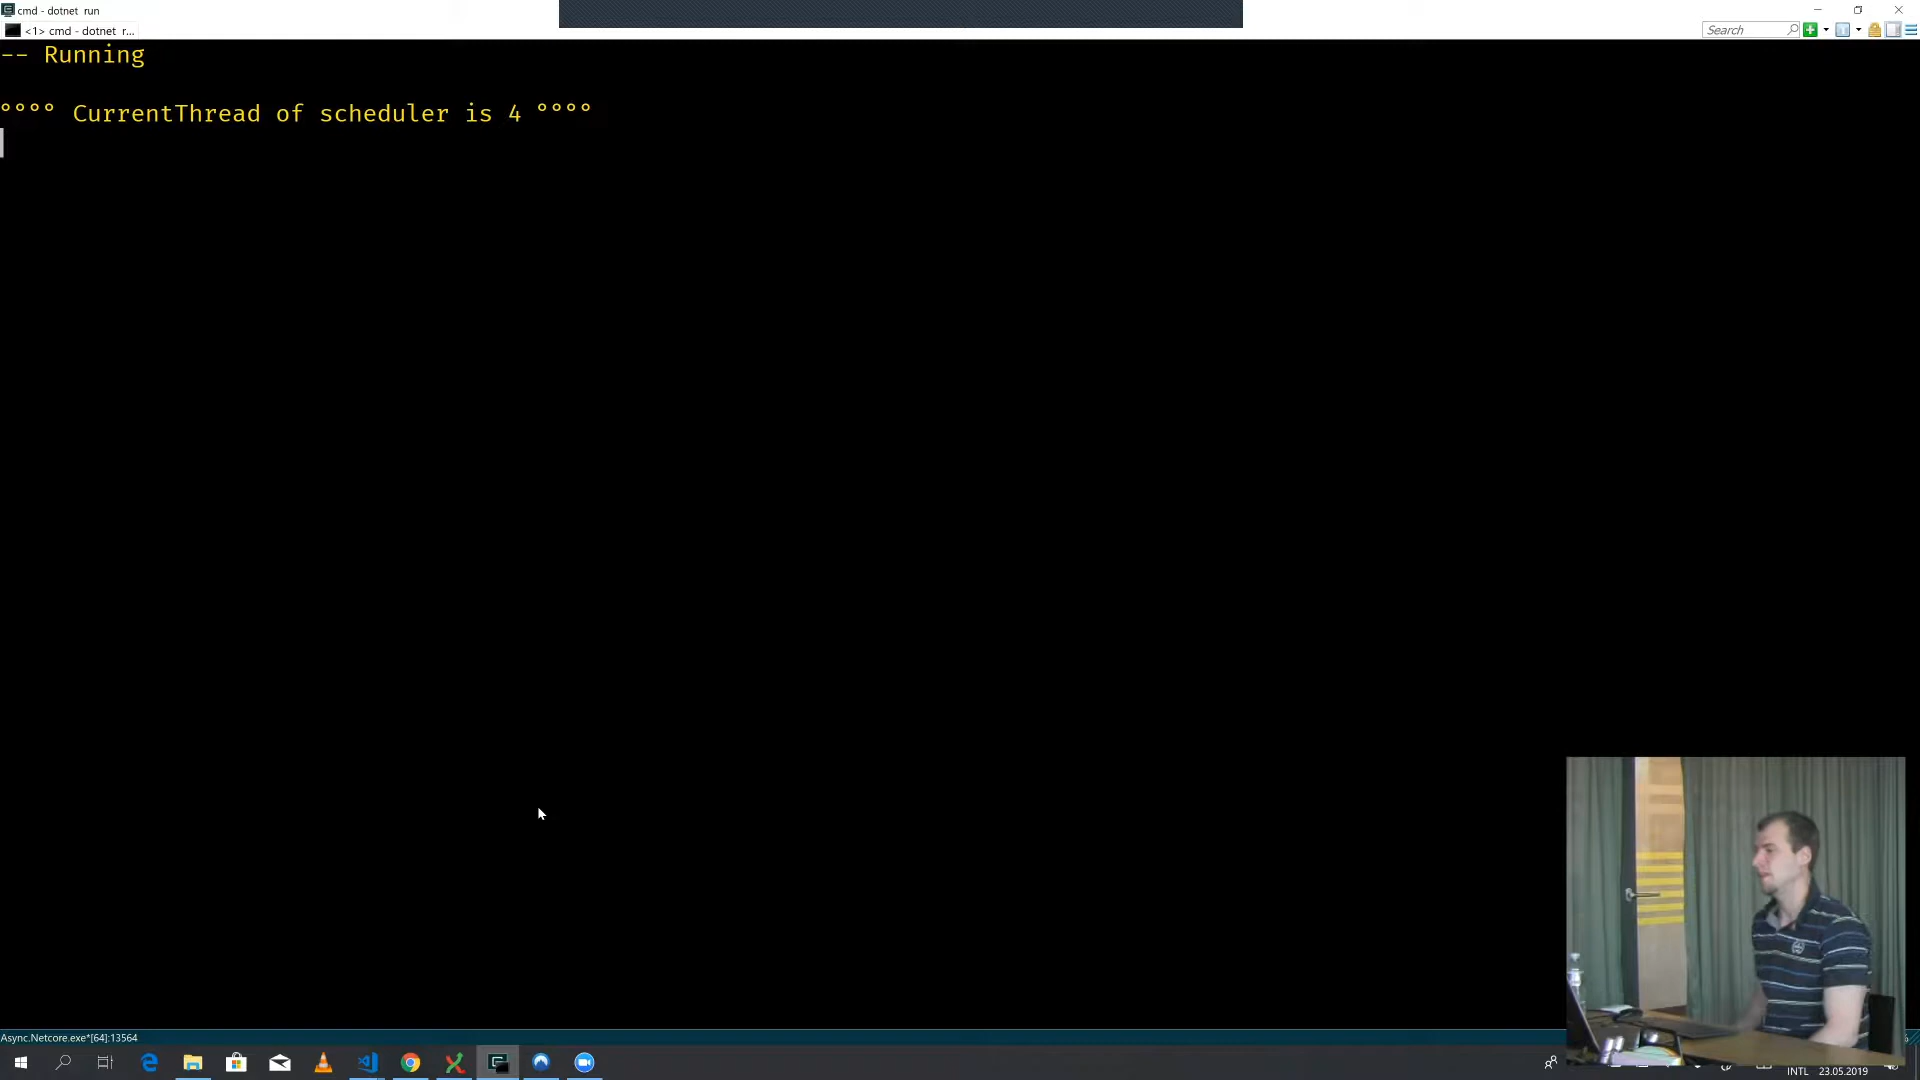 cmd - dotnet run
<1> cmd - dotnet r...
Search
-- Running
°°°° CurrentThread of scheduler is 4 °°°°
Async.Netcore.exe*[64]:13564
INTL 23.05.2019